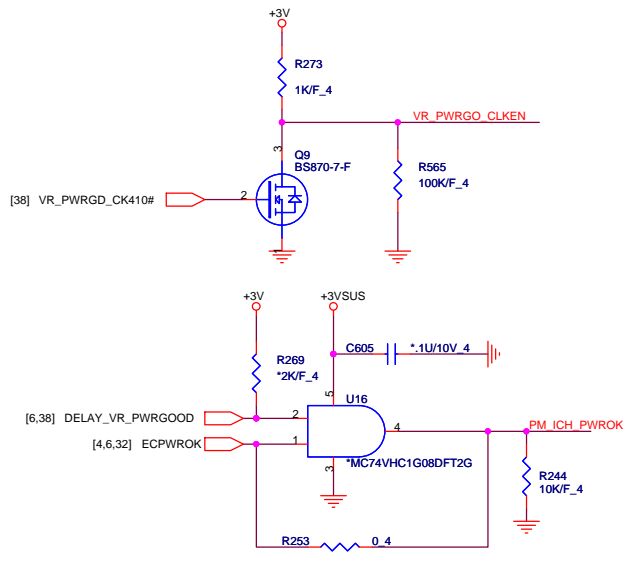 +3V
R273
1K/F_4
VR_PWRGO_CLKEN
3
Q9
BS870-7-F
R565
100K/F_4
[38] VR_PWRGD_CK410#
2
1
+3V
+3VSUS
C605
*.1U/10V_4
R269
*2K/F_4
5
U16
[6,38] DELAY_VR_PWRGOOD
2
4
PM_ICH_PWROK
[4,6,32] ECPWROK
1
3
*MC74VHC1G08DFT2G
R244
10K/F_4
R253
0_4